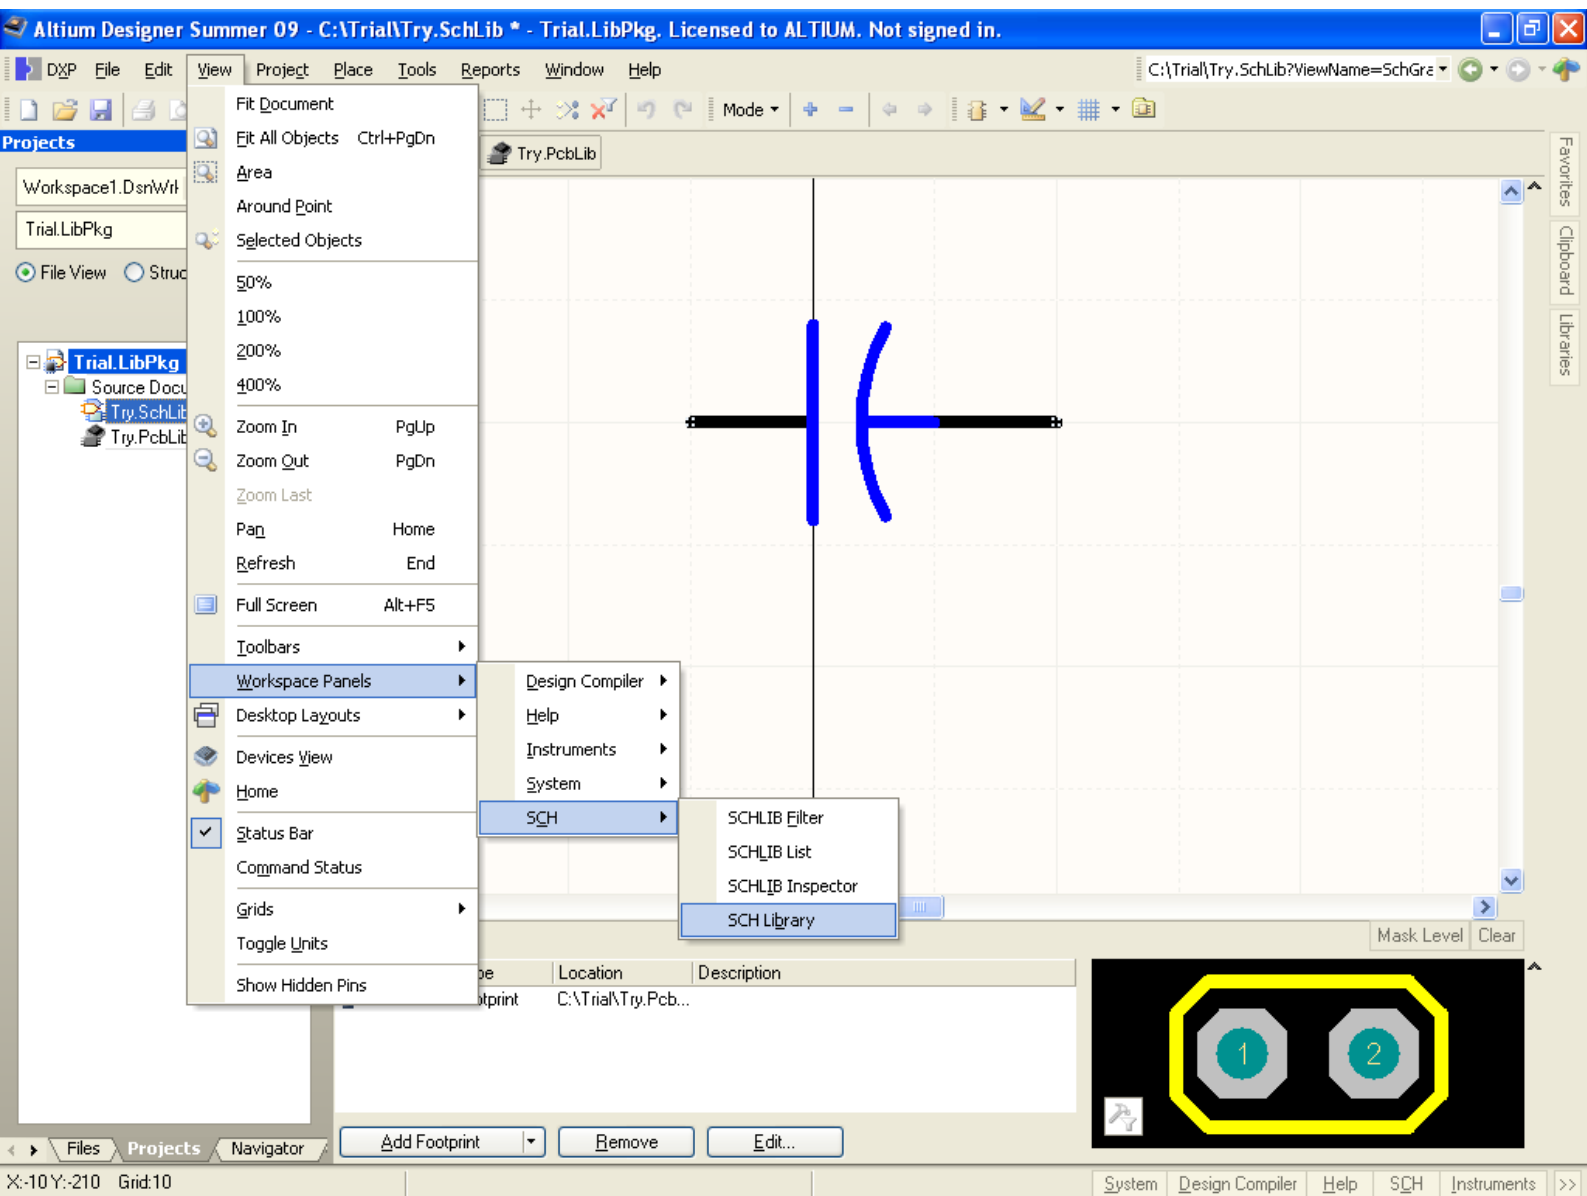 Altium Designer Summer 09 - C:\Trial\Try.SchLib * - Trial.LibPkg. Licensed to ALTIUM. Not signed in.
DXP File Edit View Project Place Tools Reports Window Help
C:\Trial\Try.SchLib?ViewName=SchGra
Mode
Projects
Try.PcbLib
Workspace1.DsnWrk
Trial.LibPkg
File View Struc
Trial.LibPkg
Source Docu
Try.SchLib
Try.PcbLib
Fit Document
Fit All Objects Ctrl+PgDn
Area
Around Point
Selected Objects
50%
100%
200%
400%
Zoom In PgUp
Zoom Out PgDn
Zoom Last
Pan Home
Refresh End
Full Screen Alt+F5
Toolbars
Workspace Panels
Desktop Layouts
Devices View
Home
Status Bar
Command Status
Grids
Toggle Units
Show Hidden Pins
Design Compiler
Help
Instruments
System
SCH
SCHLIB Filter
SCHLIB List
SCHLIB Inspector
SCH Library
Favorites
Clipboard
Libraries
Mask Level Clear
pe Location Description
otprint C:\Trial\Try.Pcb...
1 2
Add Footprint Remove Edit...
Files Projects Navigator
X:-10 Y:-210 Grid:10
System Design Compiler Help SCH Instruments >>